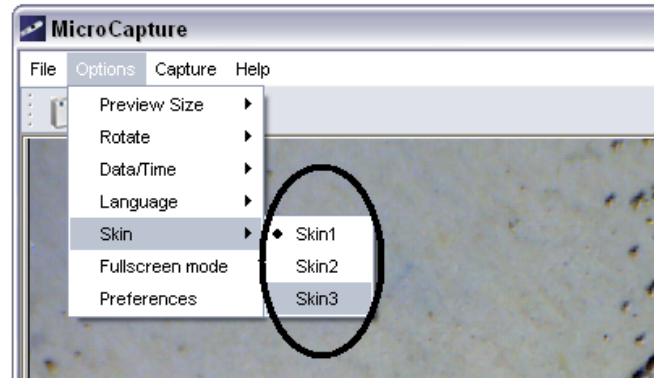 MicroCapture
File Options Capture Help
Preview Size
Rotate
Data/Time
Language
Skin
Skin1
Fullscreen mode
Skin2
Preferences
Skin3